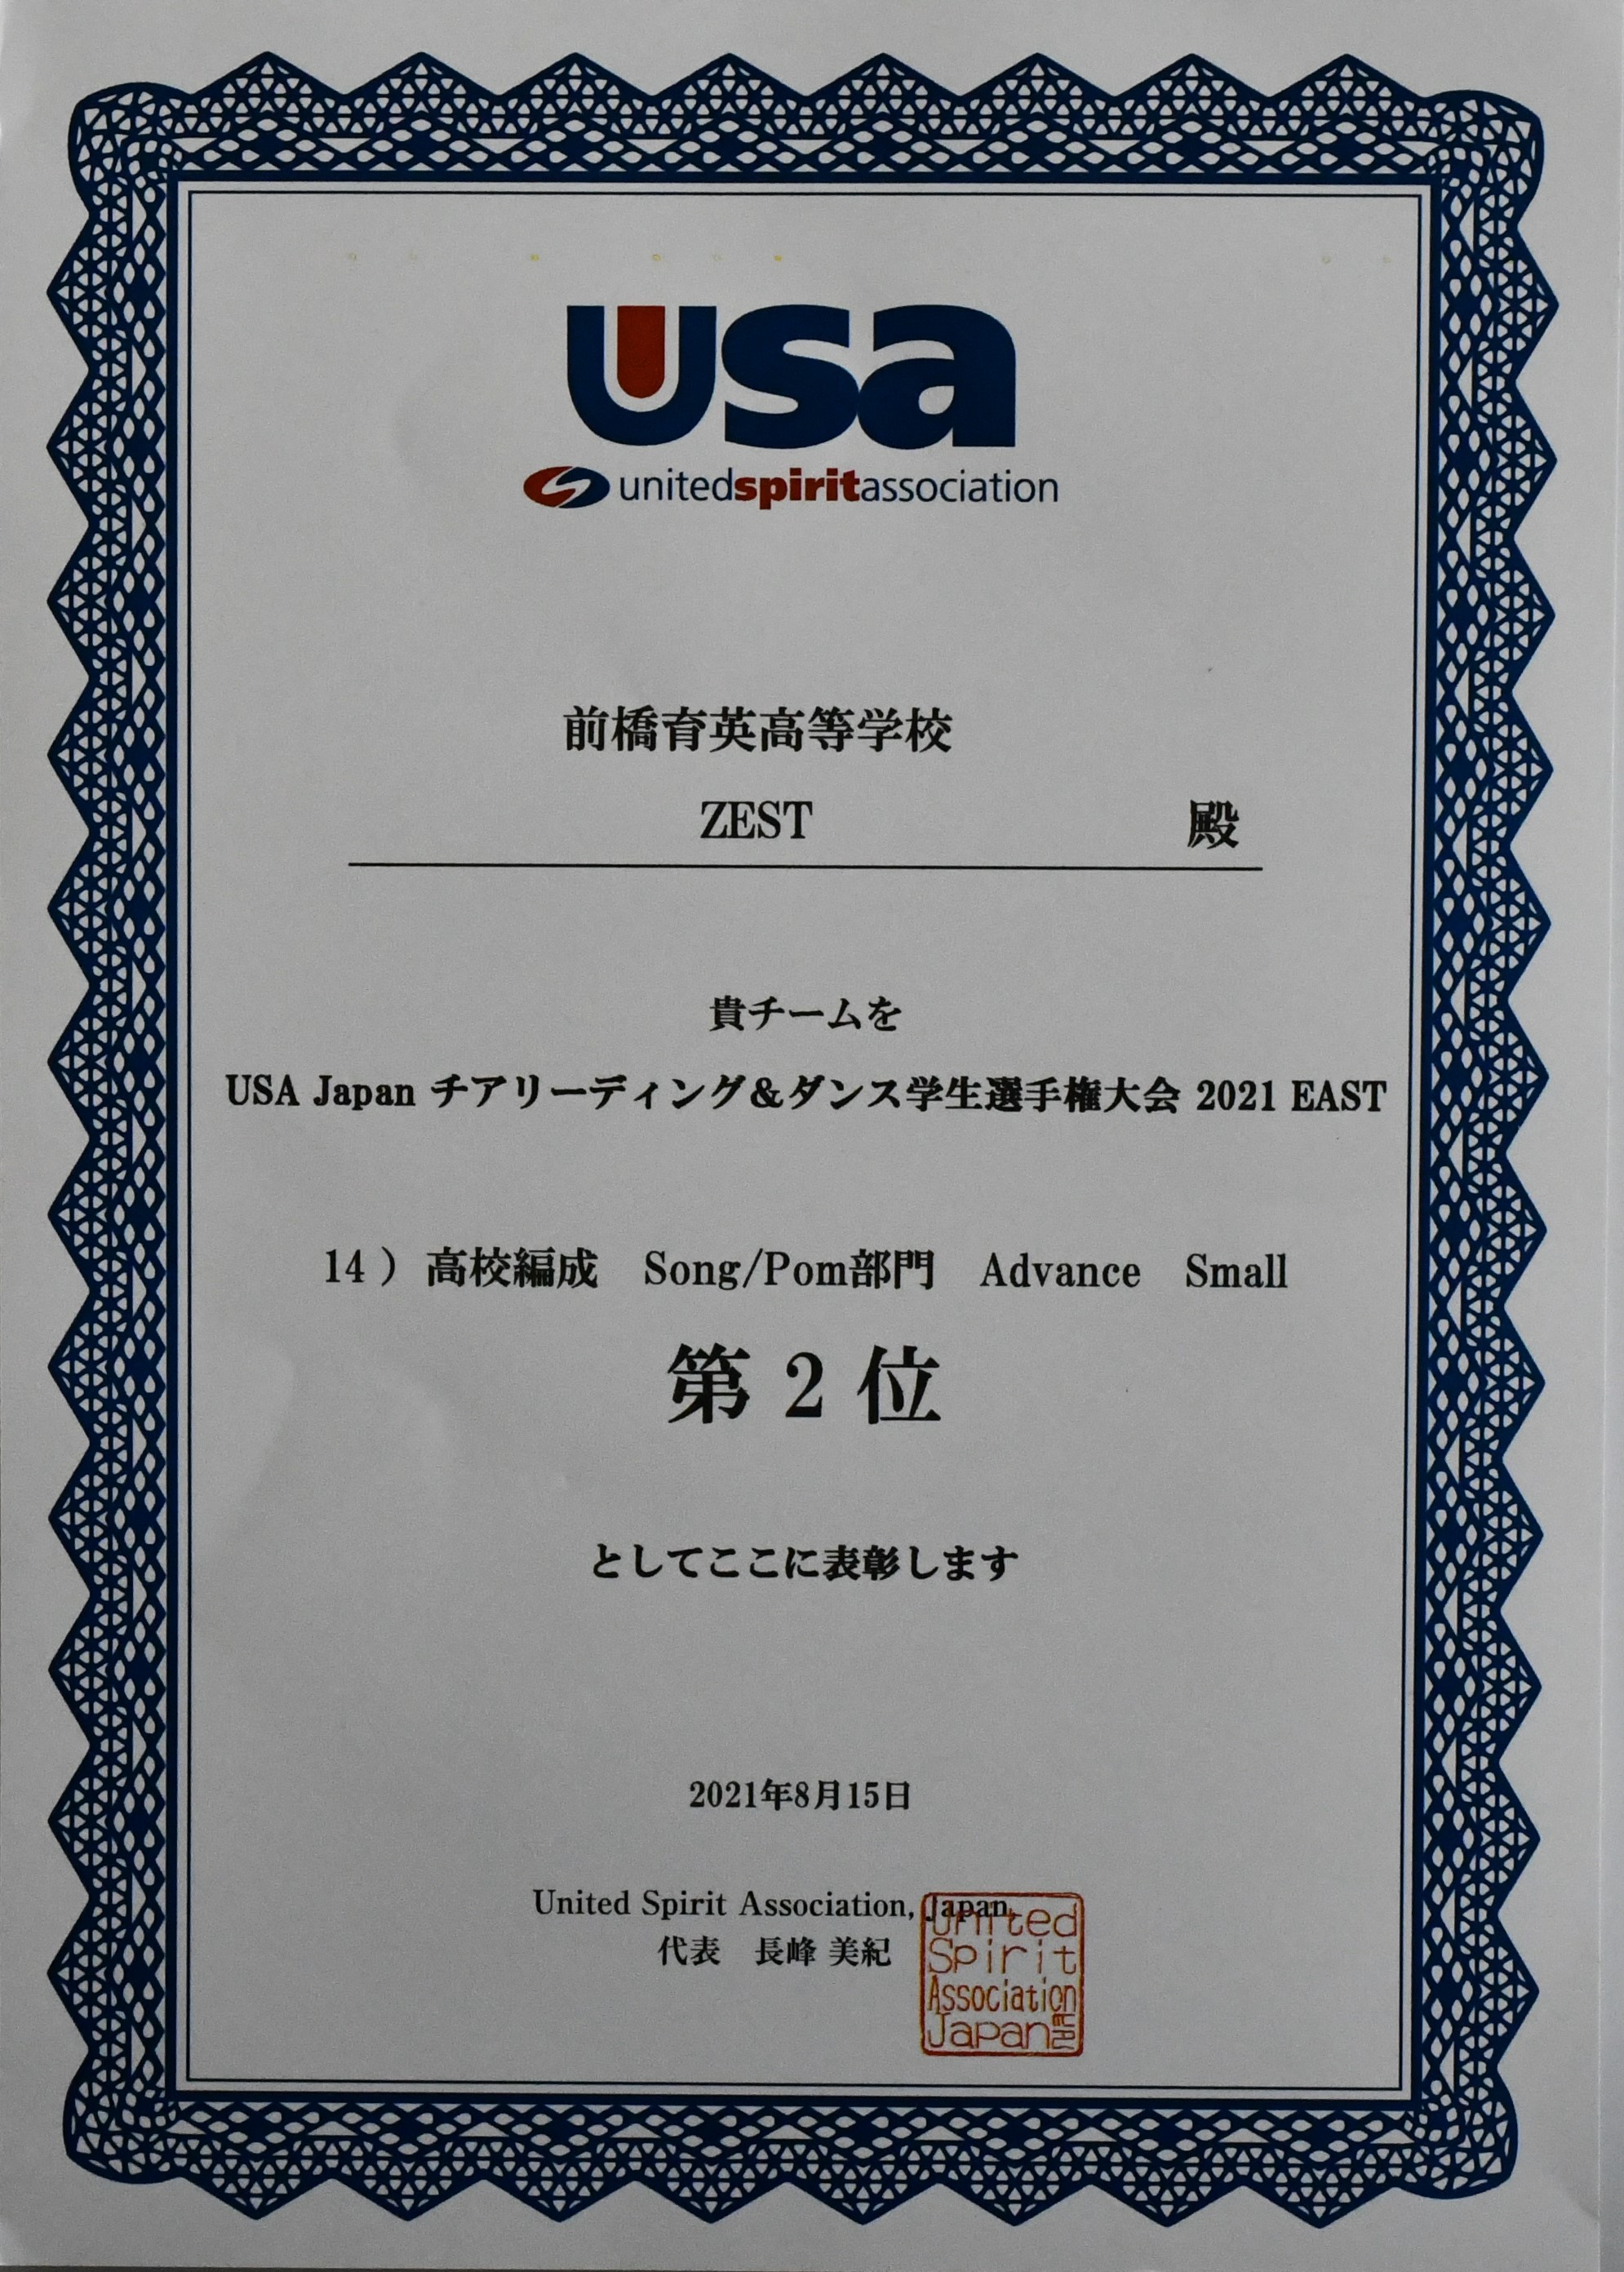 usa
unitedspiritassociation
前橋育英高等学校
ZEST 殿
貴チームを
USA Japan チアリーディング＆ダンス学生選手権大会 2021 EAST
14） 高校編成 Song/Pom部門 Advance Small
第 2 位
としてここに表彰します
2021年8月15日
United Spirit Association, Japan
代表 長峰 美紀
United
Spirit
Association
Japan